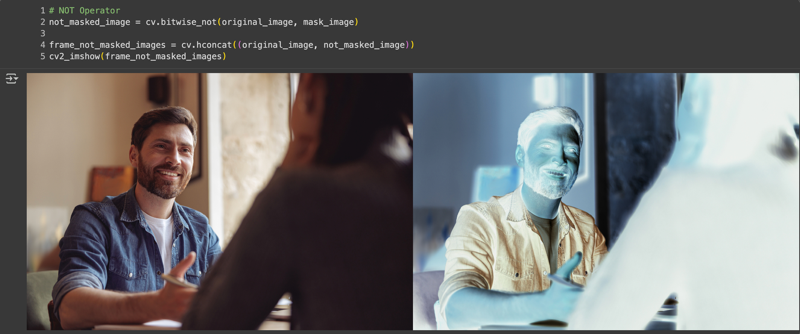 1 # NOT Operator
2 not_masked_image = cv.bitwise_not(original_image, mask_image)
3
4 frame_not_masked_images = cv.hconcat((original_image, not_masked_image))
5 cv2_imshow(frame_not_masked_images)